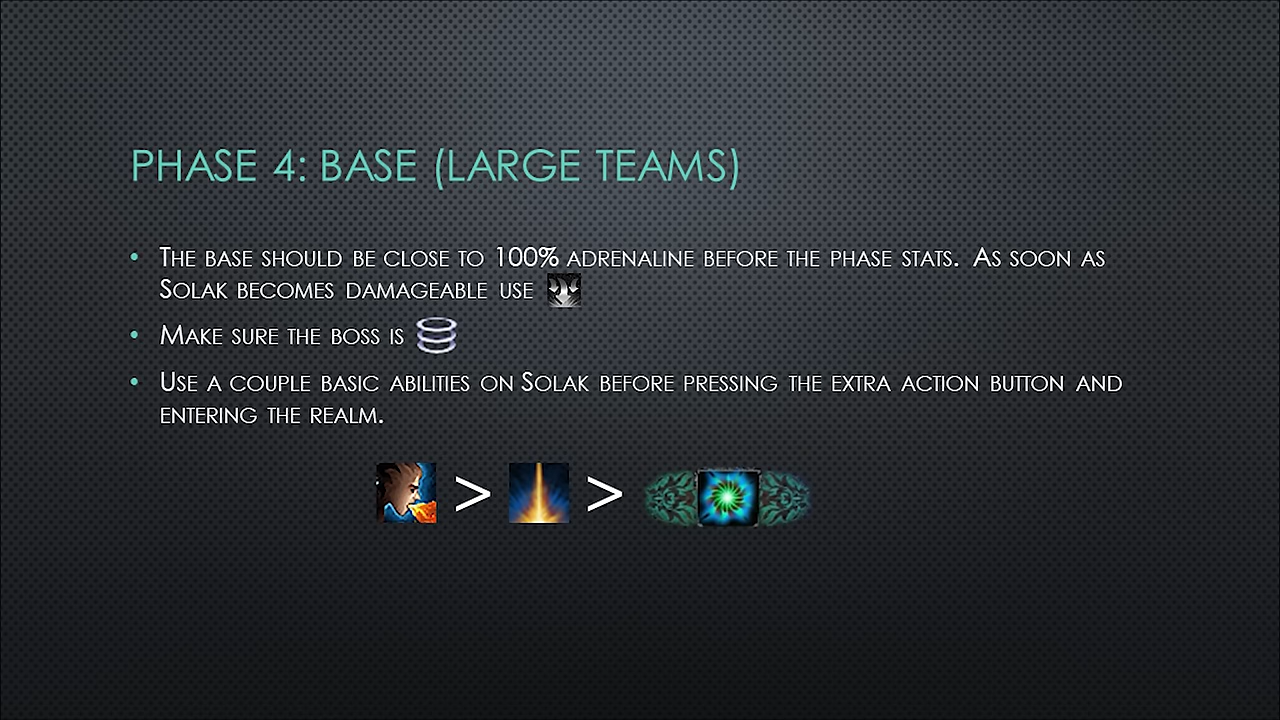 PHASE 4: BASE (LARGE TEAMS)
• THE BASE SHOULD BE CLOSE TO 100% ADRENALINE BEFORE THE PHASE STATS. AS SOON AS
SOLAK BECOMES DAMAGEABLE USE
• MAKE SURE THE BOSS IS
• USE A COUPLE BASIC ABILITIES ON SOLAK BEFORE PRESSING THE EXTRA ACTION BUTTON AND
ENTERING THE REALM.
> >